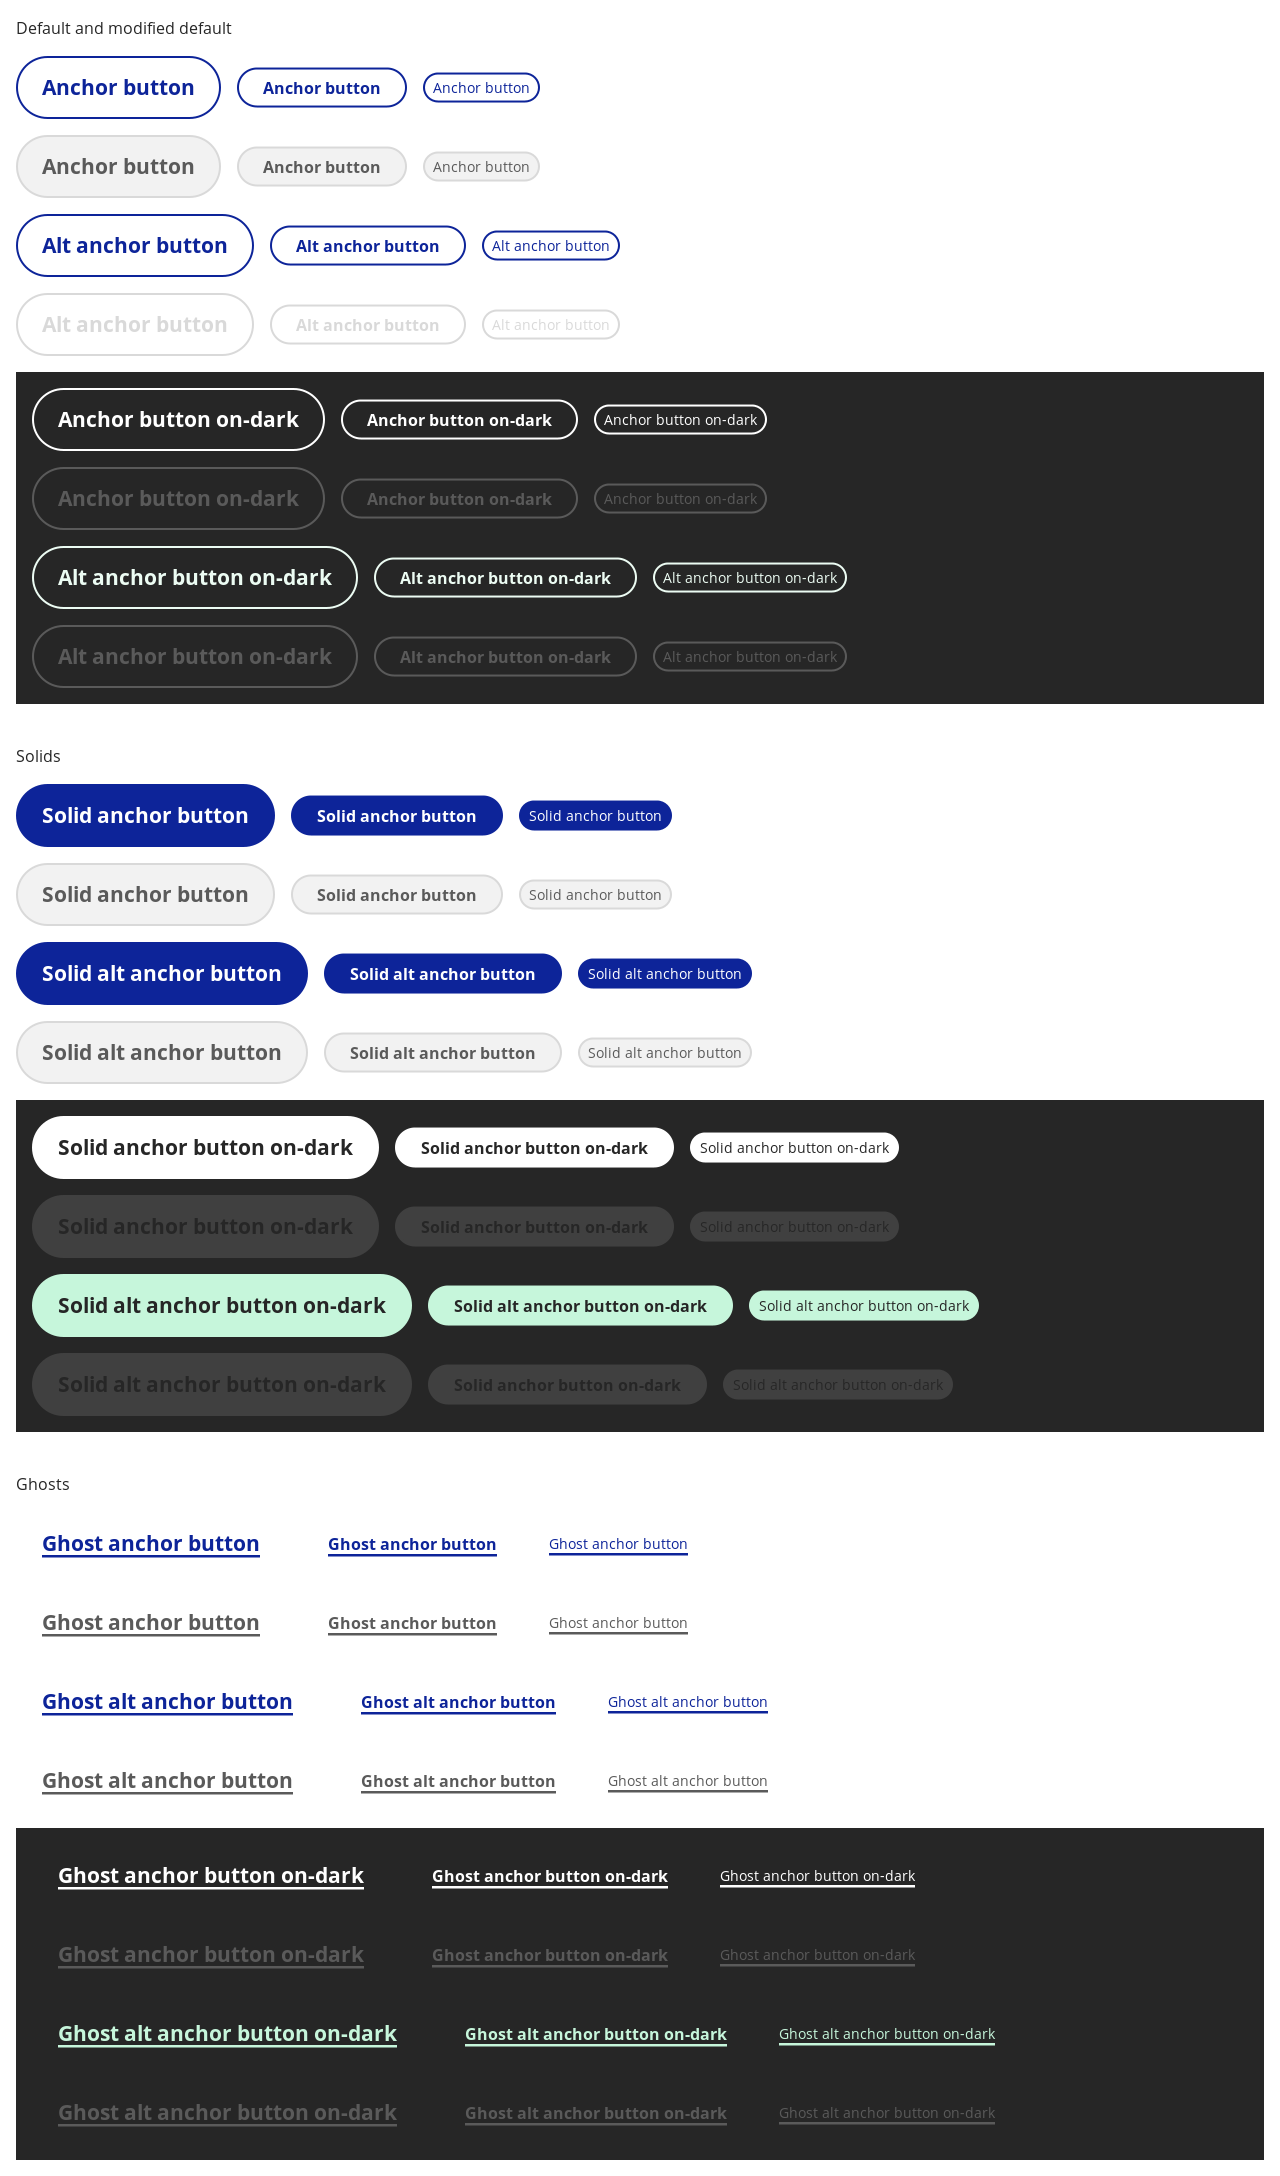 Default and modified default
Anchor button Anchor button Anchor button
Anchor button Anchor button Anchor button
Alt anchor button Alt anchor button Alt anchor button
Alt anchor button Alt anchor button Alt anchor button
Anchor button on-dark Anchor button on-dark Anchor button on-dark
Anchor button on-dark Anchor button on-dark Anchor button on-dark
Alt anchor button on-dark Alt anchor button on-dark Alt anchor button on-dark
Alt anchor button on-dark Alt anchor button on-dark Alt anchor button on-dark
Solids
Solid anchor button Solid anchor button Solid anchor button
Solid anchor button Solid anchor button Solid anchor button
Solid alt anchor button Solid alt anchor button Solid alt anchor button
Solid alt anchor button Solid alt anchor button Solid alt anchor button
Solid anchor button on-dark Solid anchor button on-dark Solid anchor button on-dark
Solid anchor button on-dark Solid anchor button on-dark Solid anchor button on-dark
Solid alt anchor button on-dark Solid alt anchor button on-dark Solid alt anchor button on-dark
Solid alt anchor button on-dark Solid anchor button on-dark Solid alt anchor button on-dark
Ghosts
Ghost anchor button Ghost anchor button Ghost anchor button
Ghost anchor button Ghost anchor button Ghost anchor button
Ghost alt anchor button Ghost alt anchor button Ghost alt anchor button
Ghost alt anchor button Ghost alt anchor button Ghost alt anchor button
Ghost anchor button on-dark Ghost anchor button on-dark Ghost anchor button on-dark
Ghost anchor button on-dark Ghost anchor button on-dark Ghost anchor button on-dark
Ghost alt anchor button on-dark Ghost alt anchor button on-dark Ghost alt anchor button on-dark
Ghost alt anchor button on-dark Ghost alt anchor button on-dark Ghost alt anchor button on-dark